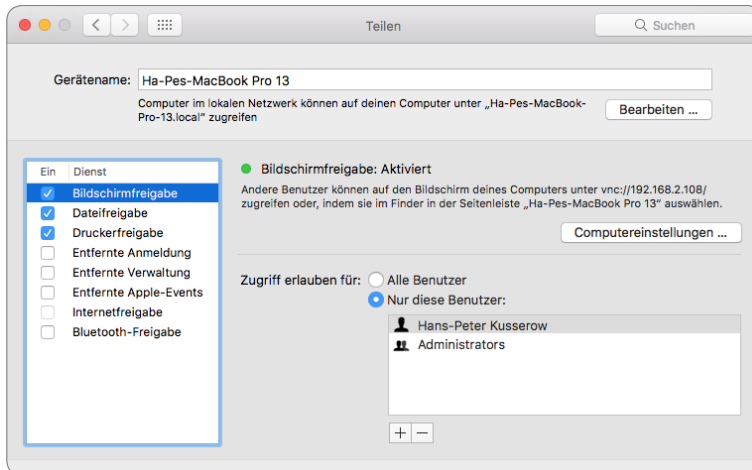 Teilen
Suchen
Gerätename: Ha-Pes-MacBook Pro 13
Computer im lokalen Netzwerk können auf deinen Computer unter „Ha-Pes-MacBook-
Pro-13.local" zugreifen
Bearbeiten ...
Ein Dienst
Bildschirmfreigabe
Dateifreigabe
Druckerfreigabe
Entfernte Anmeldung
Entfernte Verwaltung
Entfernte Apple-Events
Internetfreigabe
Bluetooth-Freigabe
Bildschirmfreigabe: Aktiviert
Andere Benutzer können auf den Bildschirm deines Computers unter vnc://192.168.2.108/
zugreifen oder, indem sie im Finder in der Seitenleiste „Ha-Pes-MacBook Pro 13" auswählen.
Computereinstellungen ...
Zugriff erlauben für: Alle Benutzer
Nur diese Benutzer:
Hans-Peter Kusserow
Administrators
+ −